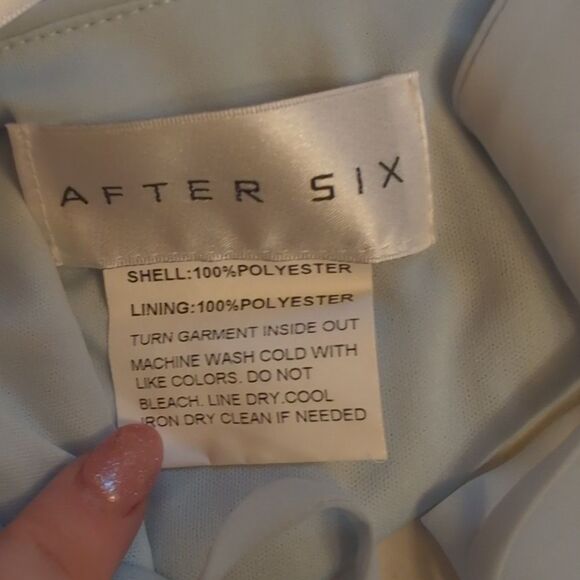 AFTER SIX
SHELL:100%POLYESTER
LINING:100%POLYESTER
TURN GARMENT INSIDE OUT
MACHINE WASH COLD WITH
LIKE COLORS. DO NOT
BLEACH. LINE DRY.COOL
IRON DRY CLEAN IF NEEDED